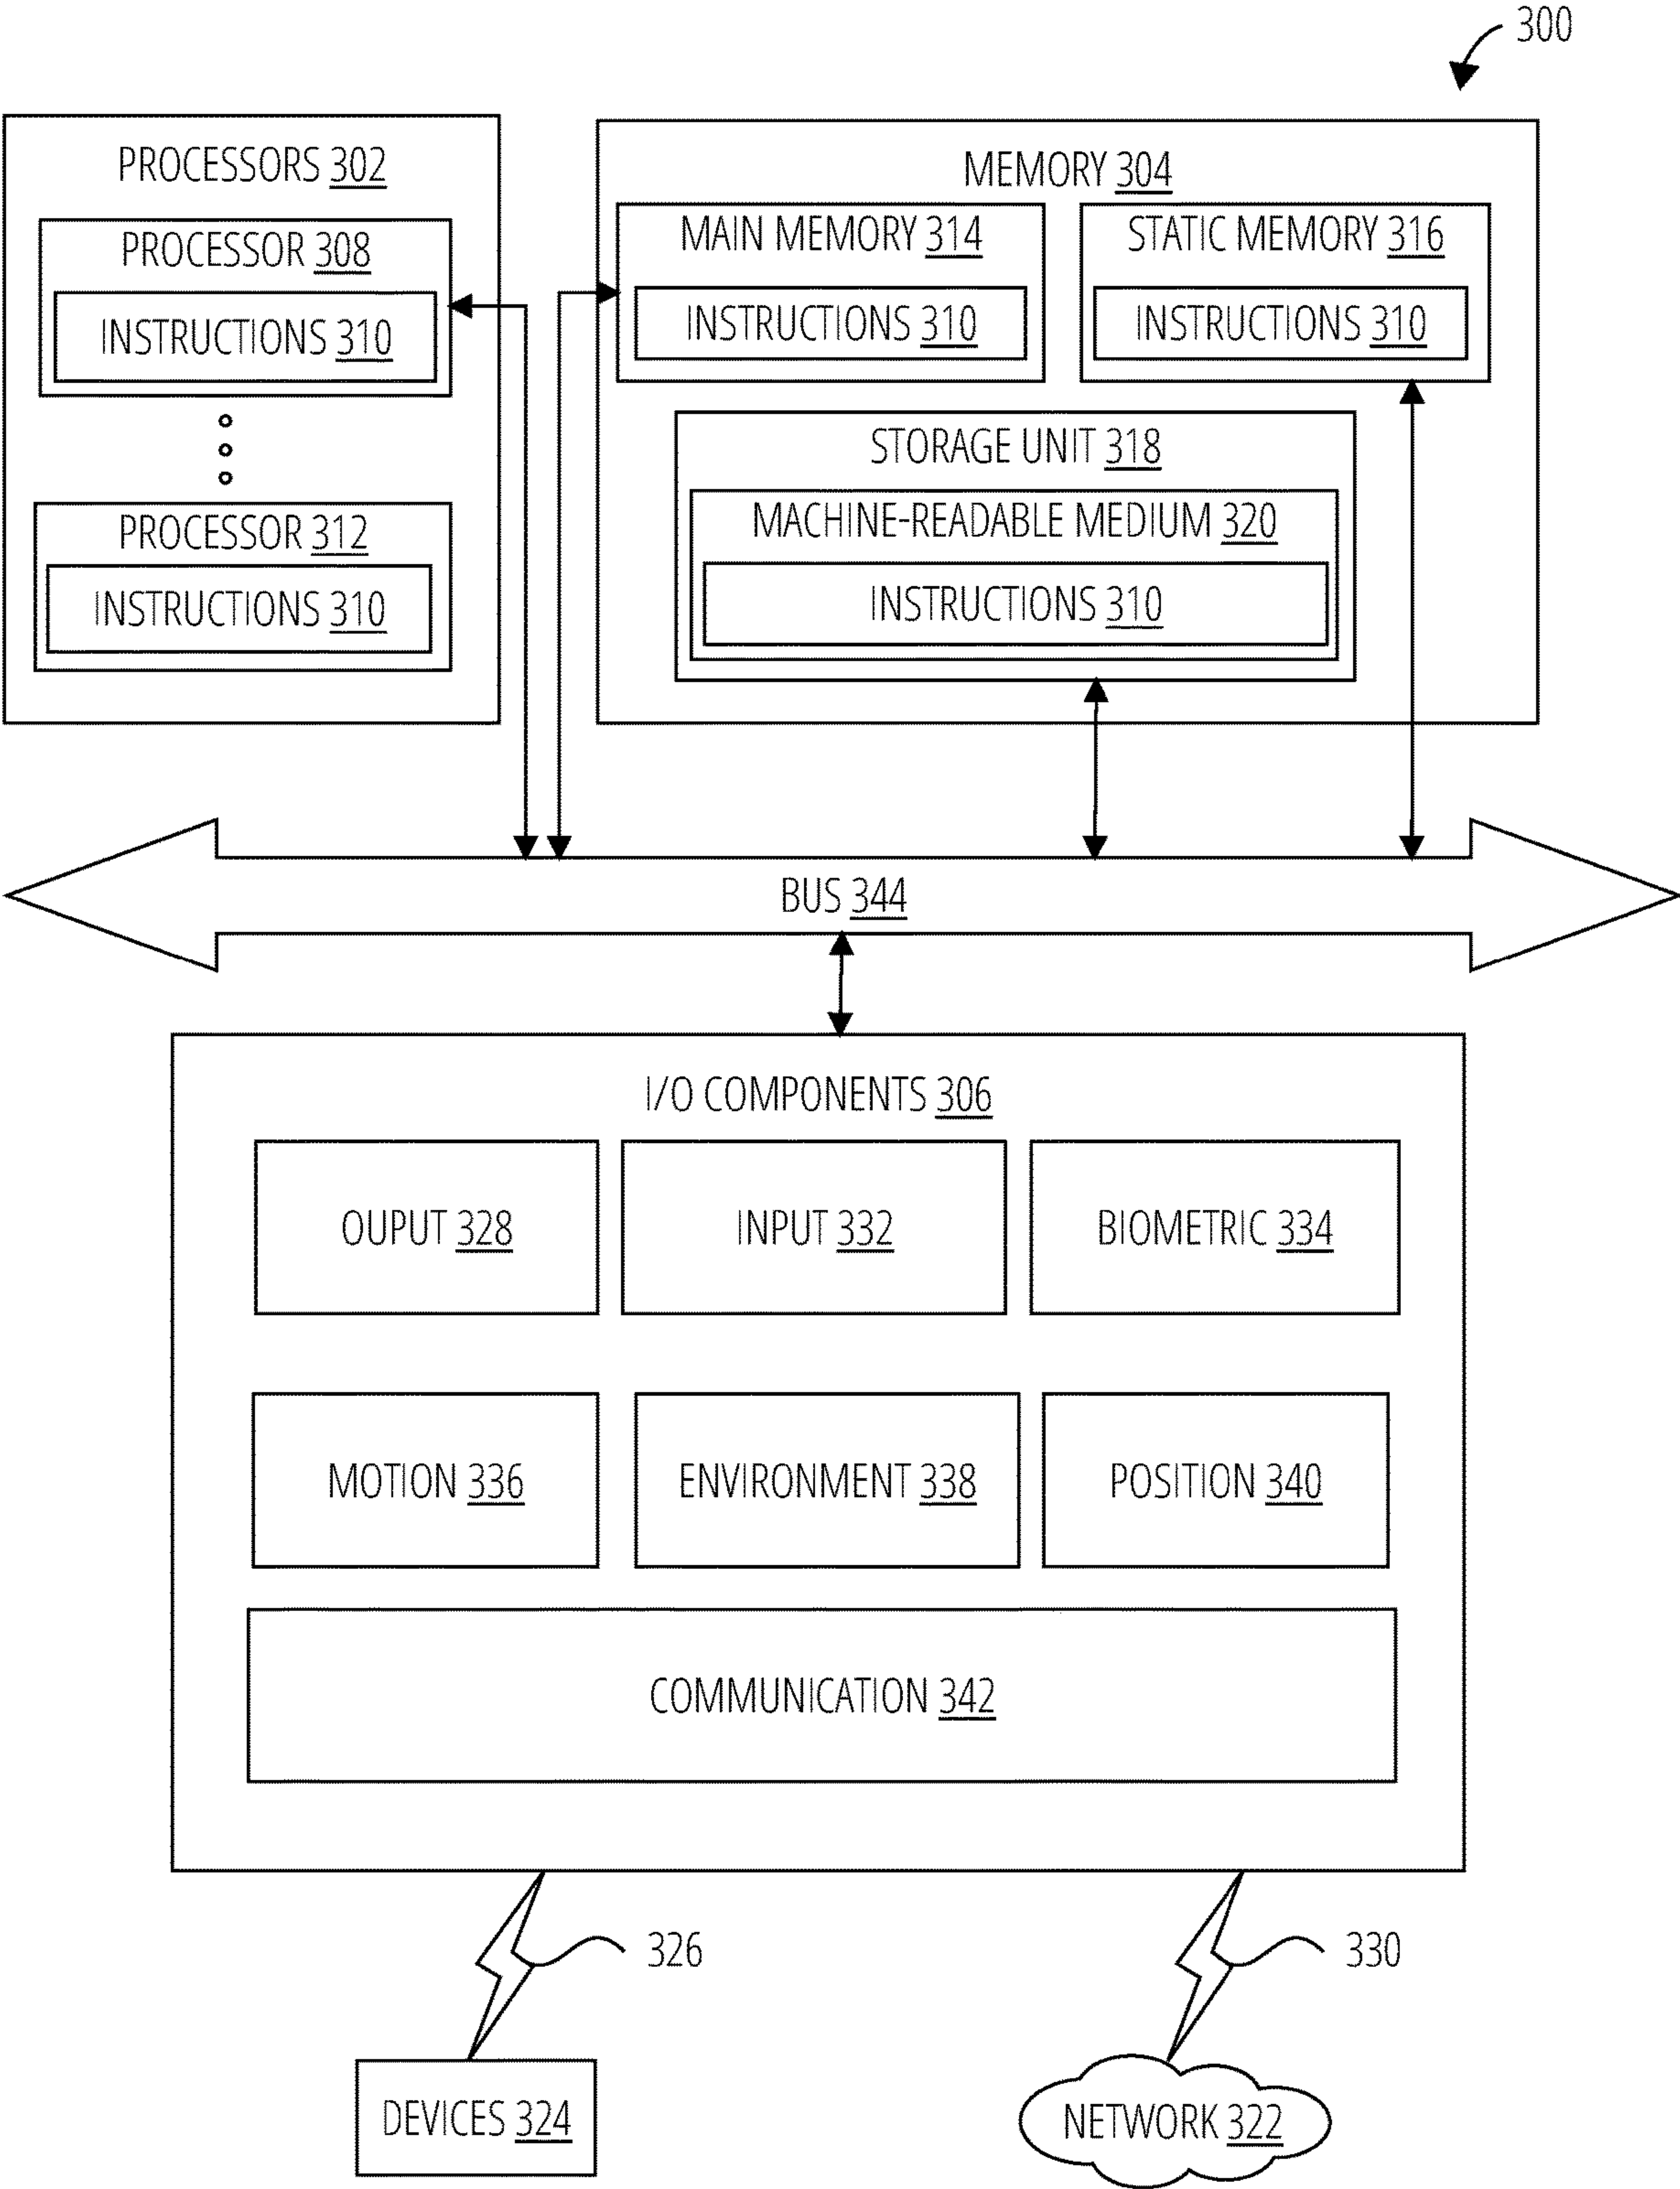 300
PROCESSORS 302
PROCESSOR 308
INSTRUCTIONS 310
PROCESSOR 312
INSTRUCTIONS 310
MEMORY 304
MAIN MEMORY 314
INSTRUCTIONS 310
STATIC MEMORY 316
INSTRUCTIONS 310
STORAGE UNIT 318
MACHINE-READABLE MEDIUM 320
INSTRUCTIONS 310
BUS 344
I/O COMPONENTS 306
OUPUT 328
INPUT 332
BIOMETRIC 334
MOTION 336
ENVIRONMENT 338
POSITION 340
COMMUNICATION 342
326
330
DEVICES 324
NETWORK 322